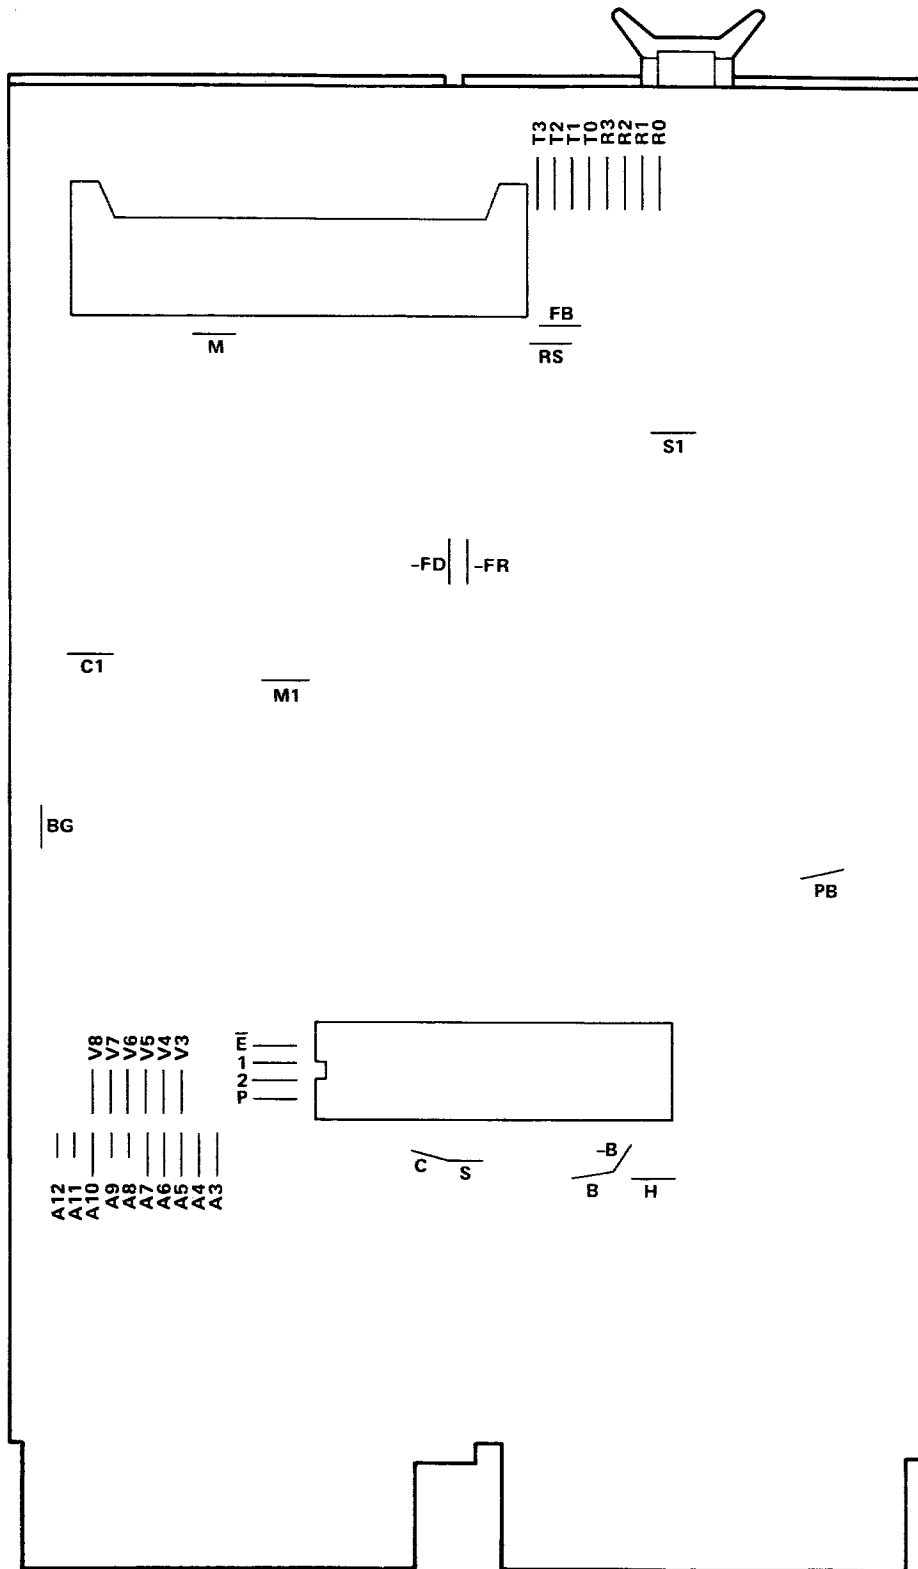 T3
T2
T1
T0
R3
R2
R1
R0
FB
M
RS
S1
-FD
-FR
C1
M1
BG
PB
V8
V7
V6
V5
V4
V3
E
1
2
P
-B
C
S
B
H
A12
A11
A10
A9
A8
A7
A6
A5
A4
A3